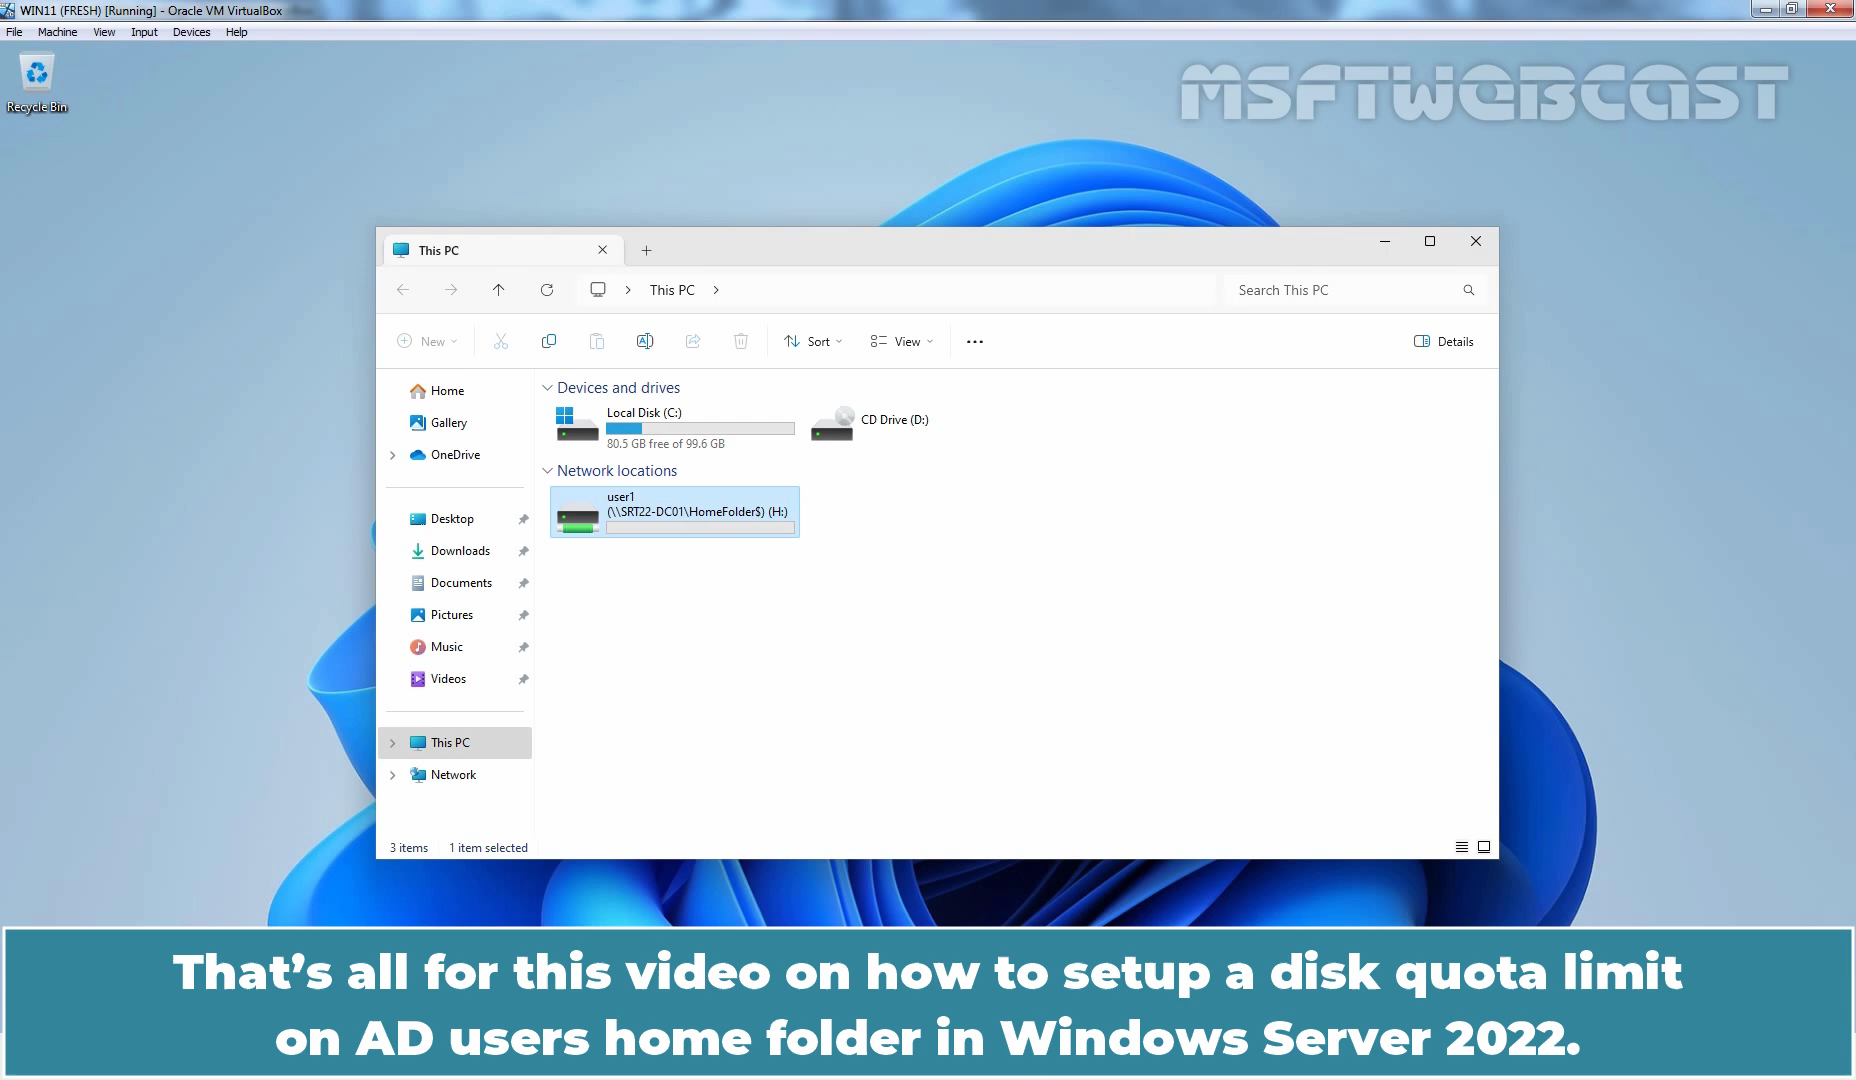 WIN11 (FRESH) [Running] - Oracle VM VirtualBox
File Machine View Input Devices Help
Recycle Bin
MSFTWEBCAST
This PC
This PC
Search This PC
New
Sort
View
Details
Home
Gallery
OneDrive
Desktop
Downloads
Documents
Pictures
Music
Videos
This PC
Network
Devices and drives
Local Disk (C:)
80.5 GB free of 99.6 GB
CD Drive (D:)
Network locations
user1
(\\SRT22-DC01\HomeFolder$) (H:)
3 items 1 item selected
That’s all for this video on how to setup a disk quota limit
on AD users home folder in Windows Server 2022.